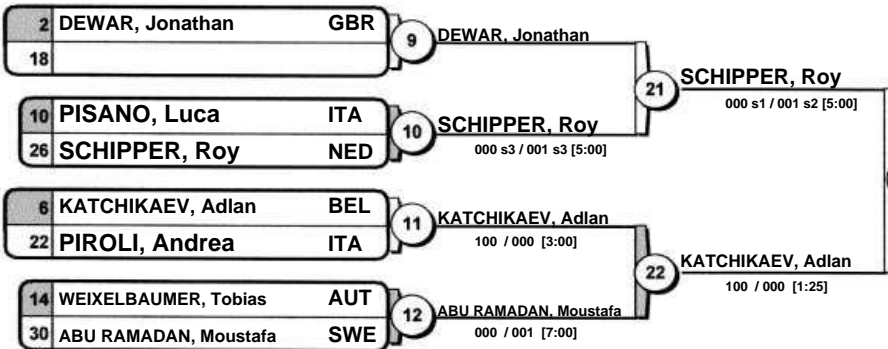 2 DEWAR, Jonathan GBR
18
9
DEWAR, Jonathan
10 PISANO, Luca ITA
26 SCHIPPER, Roy NED
10
SCHIPPER, Roy
000 s3 / 001 s3 [5:00]
21
SCHIPPER, Roy
000 s1 / 001 s2 [5:00]
6 KATCHIKAEV, Adlan BEL
22 PIROLI, Andrea ITA
11
KATCHIKAEV, Adlan
100 / 000 [3:00]
14 WEIXELBAUMER, Tobias AUT
30 ABU RAMADAN, Moustafa SWE
12
ABU RAMADAN, Moustafa
000 / 001 [7:00]
22
KATCHIKAEV, Adlan
100 / 000 [1:25]